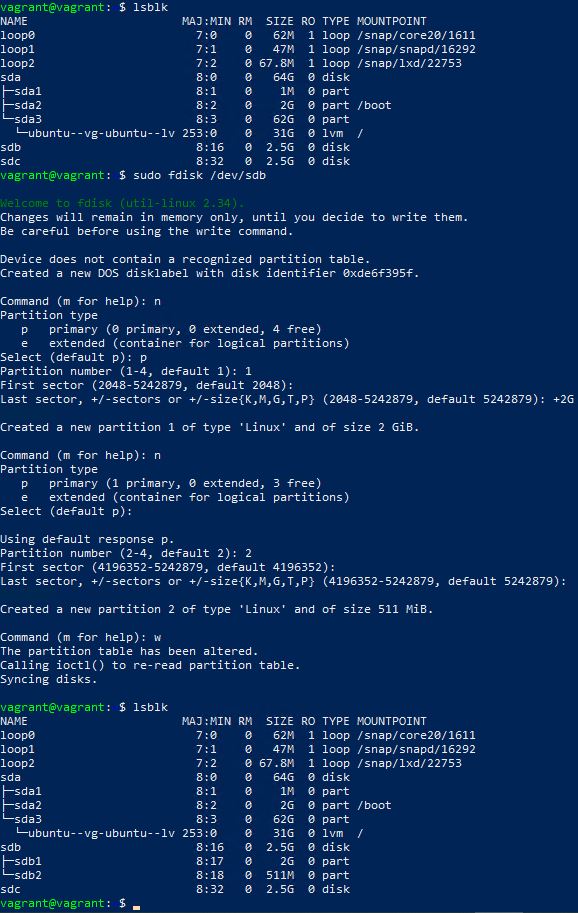 vagrant@vagrant: $ lsblk
NAME                      MAJ:MIN RM  SIZE RO TYPE MOUNTPOINT
loop0                       7:0    0   62M  1 loop /snap/core20/1611
loop1                       7:1    0   47M  1 loop /snap/snapd/16292
loop2                       7:2    0 67.8M  1 loop /snap/lxd/22753
sda                         8:0    0   64G  0 disk
├─sda1                      8:1    0    1M  0 part
├─sda2                      8:2    0    2G  0 part /boot
└─sda3                      8:3    0   62G  0 part
  └─ubuntu--vg-ubuntu--lv 253:0    0   31G  0 lvm  /
sdb                         8:16   0  2.5G  0 disk
sdc                         8:32   0  2.5G  0 disk
vagrant@vagrant: $ sudo fdisk /dev/sdb
Welcome to fdisk (util-linux 2.34).
Changes will remain in memory only, until you decide to write them.
Be careful before using the write command.
Device does not contain a recognized partition table.
Created a new DOS disklabel with disk identifier 0xde6f395f.
Command (m for help): n
Partition type
   p   primary (0 primary, 0 extended, 4 free)
   e   extended (container for logical partitions)
Select (default p): p
Partition number (1-4, default 1): 1
First sector (2048-5242879, default 2048):
Last sector, +/-sectors or +/-size{K,M,G,T,P} (2048-5242879, default 5242879): +2G
Created a new partition 1 of type 'Linux' and of size 2 GiB.
Command (m for help): n
Partition type
   p   primary (1 primary, 0 extended, 3 free)
   e   extended (container for logical partitions)
Select (default p):
Using default response p.
Partition number (2-4, default 2): 2
First sector (4196352-5242879, default 4196352):
Last sector, +/-sectors or +/-size{K,M,G,T,P} (4196352-5242879, default 5242879):
Created a new partition 2 of type 'Linux' and of size 511 MiB.
Command (m for help): w
The partition table has been altered.
Calling ioctl() to re-read partition table.
Syncing disks.
vagrant@vagrant: $ lsblk
NAME                      MAJ:MIN RM  SIZE RO TYPE MOUNTPOINT
loop0                       7:0    0   62M  1 loop /snap/core20/1611
loop1                       7:1    0   47M  1 loop /snap/snapd/16292
loop2                       7:2    0 67.8M  1 loop /snap/lxd/22753
sda                         8:0    0   64G  0 disk
├─sda1                      8:1    0    1M  0 part
├─sda2                      8:2    0    2G  0 part /boot
└─sda3                      8:3    0   62G  0 part
  └─ubuntu--vg-ubuntu--lv 253:0    0   31G  0 lvm  /
sdb                         8:16   0  2.5G  0 disk
├─sdb1                      8:17   0    2G  0 part
└─sdb2                      8:18   0  511M  0 part
sdc                         8:32   0  2.5G  0 disk
vagrant@vagrant: $